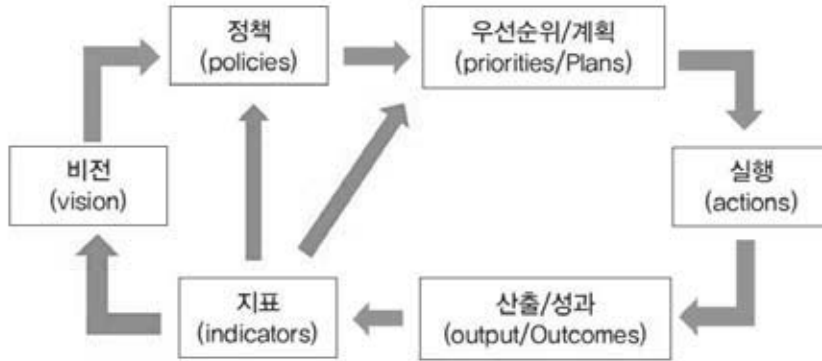 정책
(policies)
우선순위/계획
(priorities/Plans)
비전
(vision)
실행
(actions)
지표
(indicators)
산출/성과
(output/Outcomes)